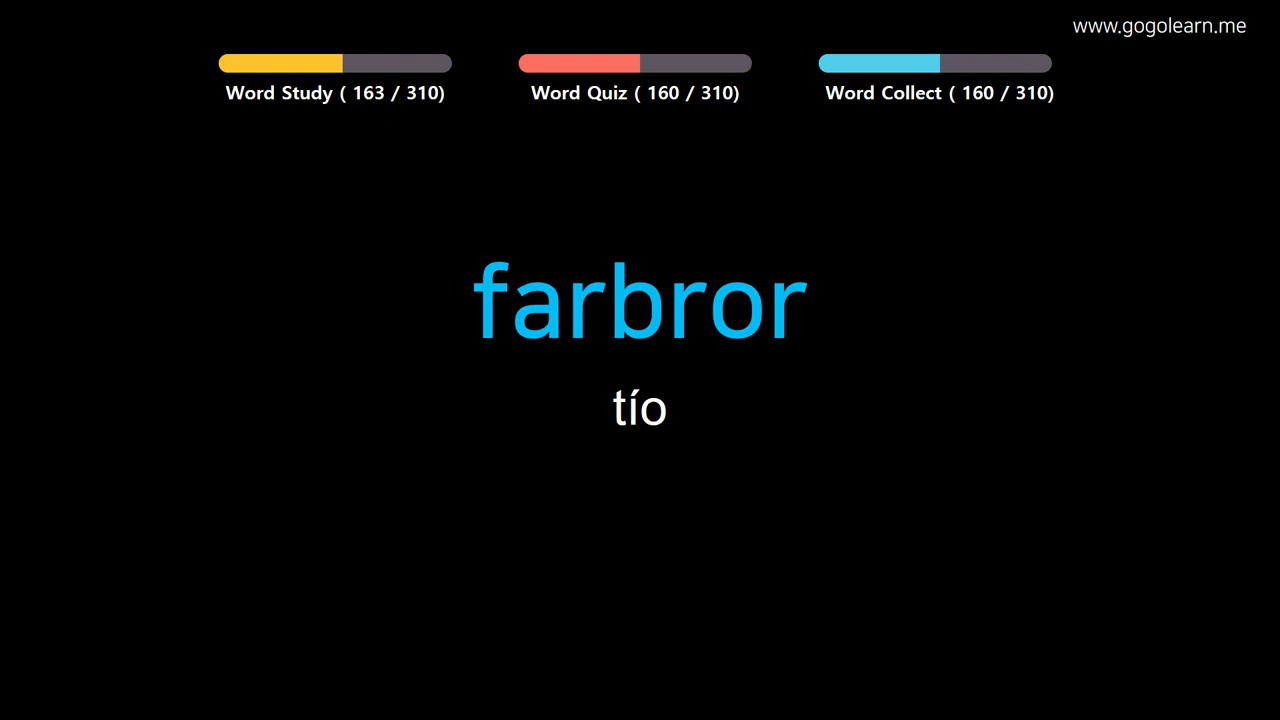 www.gogolearn.me
Word Study ( 163 / 310)
Word Quiz ( 160 / 310)
Word Collect ( 160 / 310)
farbror
tío